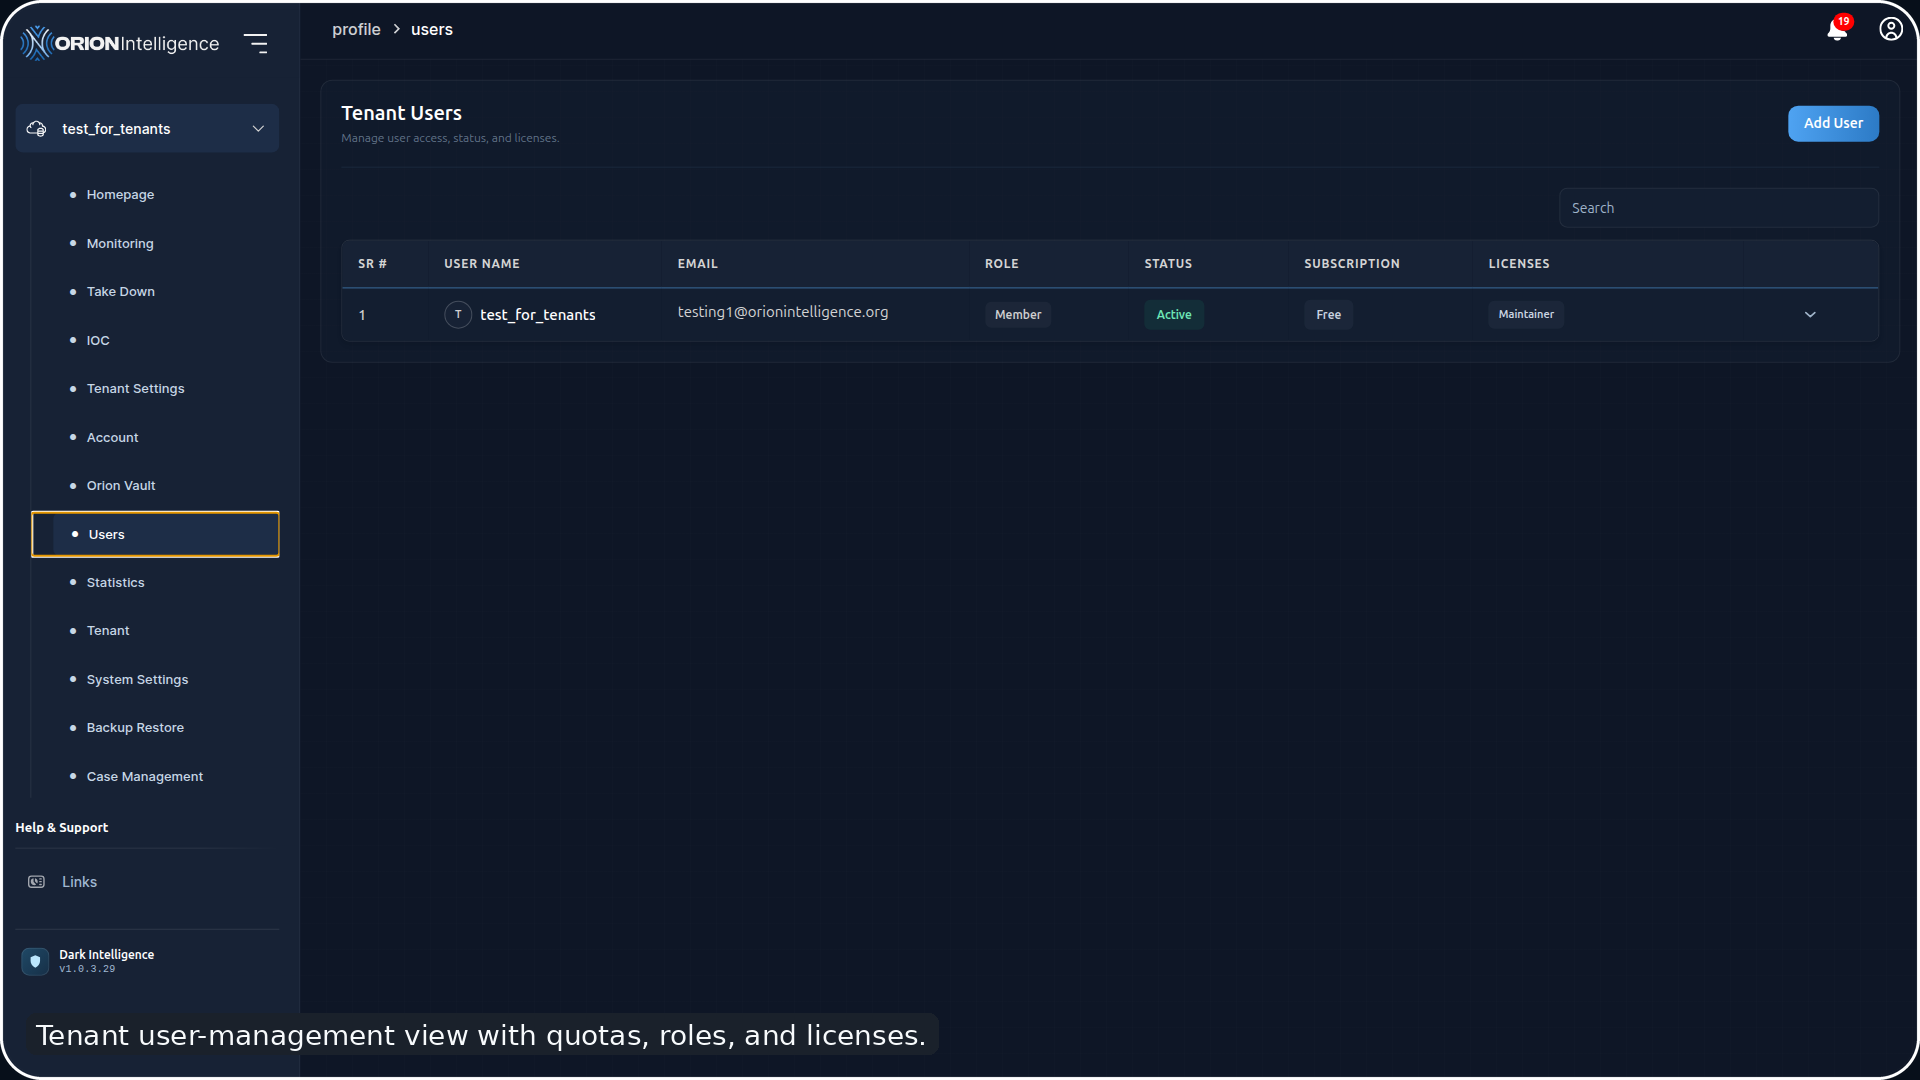 ORION Intelligence
profile > users
19
test_for_tenants
Homepage
Monitoring
Take Down
IOC
Tenant Settings
Account
Orion Vault
Users
Statistics
Tenant
System Settings
Backup Restore
Case Management
Help & Support
Links
Dark Intelligence
v1.0.3.29
Tenant Users
Manage user access, status, and licenses.
Add User
Search
SR # USER NAME EMAIL ROLE STATUS SUBSCRIPTION LICENSES
1 T test_for_tenants testing1@orionintelligence.org Member Active Free Maintainer
Tenant user-management view with quotas, roles, and licenses.